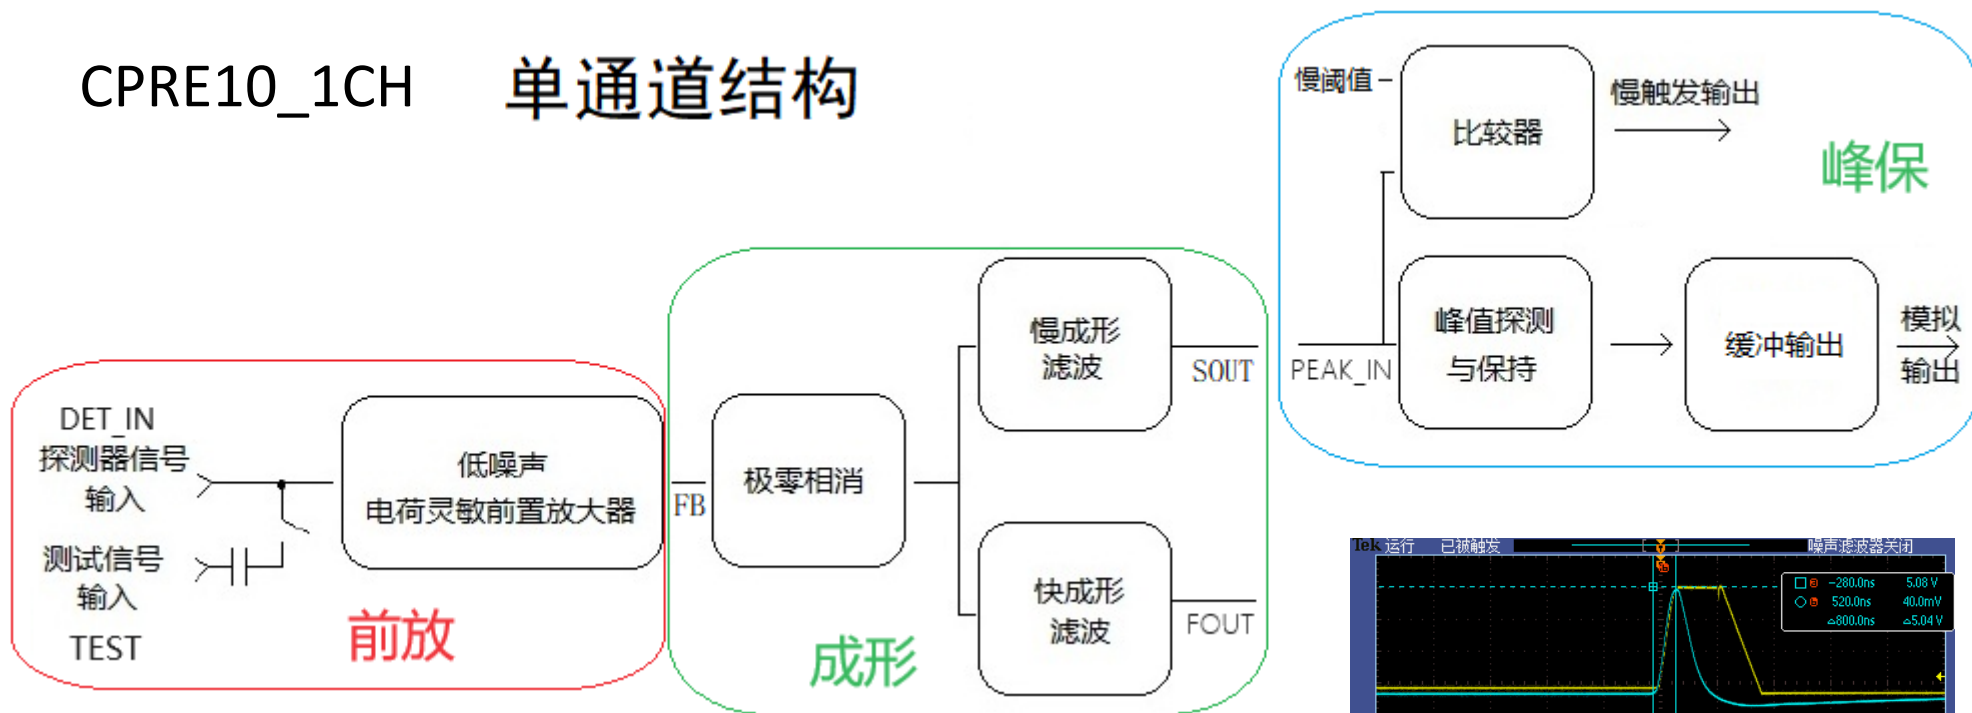 CPRE10_1CH 单通道结构
慢阈值
比较器
慢触发输出
峰保
PEAK_IN
峰值探测
与保持
缓冲输出
模拟
输出
慢成形
滤波
SOUT
极零相消
FB
快成形
滤波
FOUT
成形
DET_IN
探测器信号
输入
低噪声
电荷灵敏前置放大器
测试信号
输入
TEST
前放
Tek 运行 已被触发 噪声滤波器关闭
-280.0ns 5.08 V
520.0ns 40.0mV
△800.0ns △5.04 V